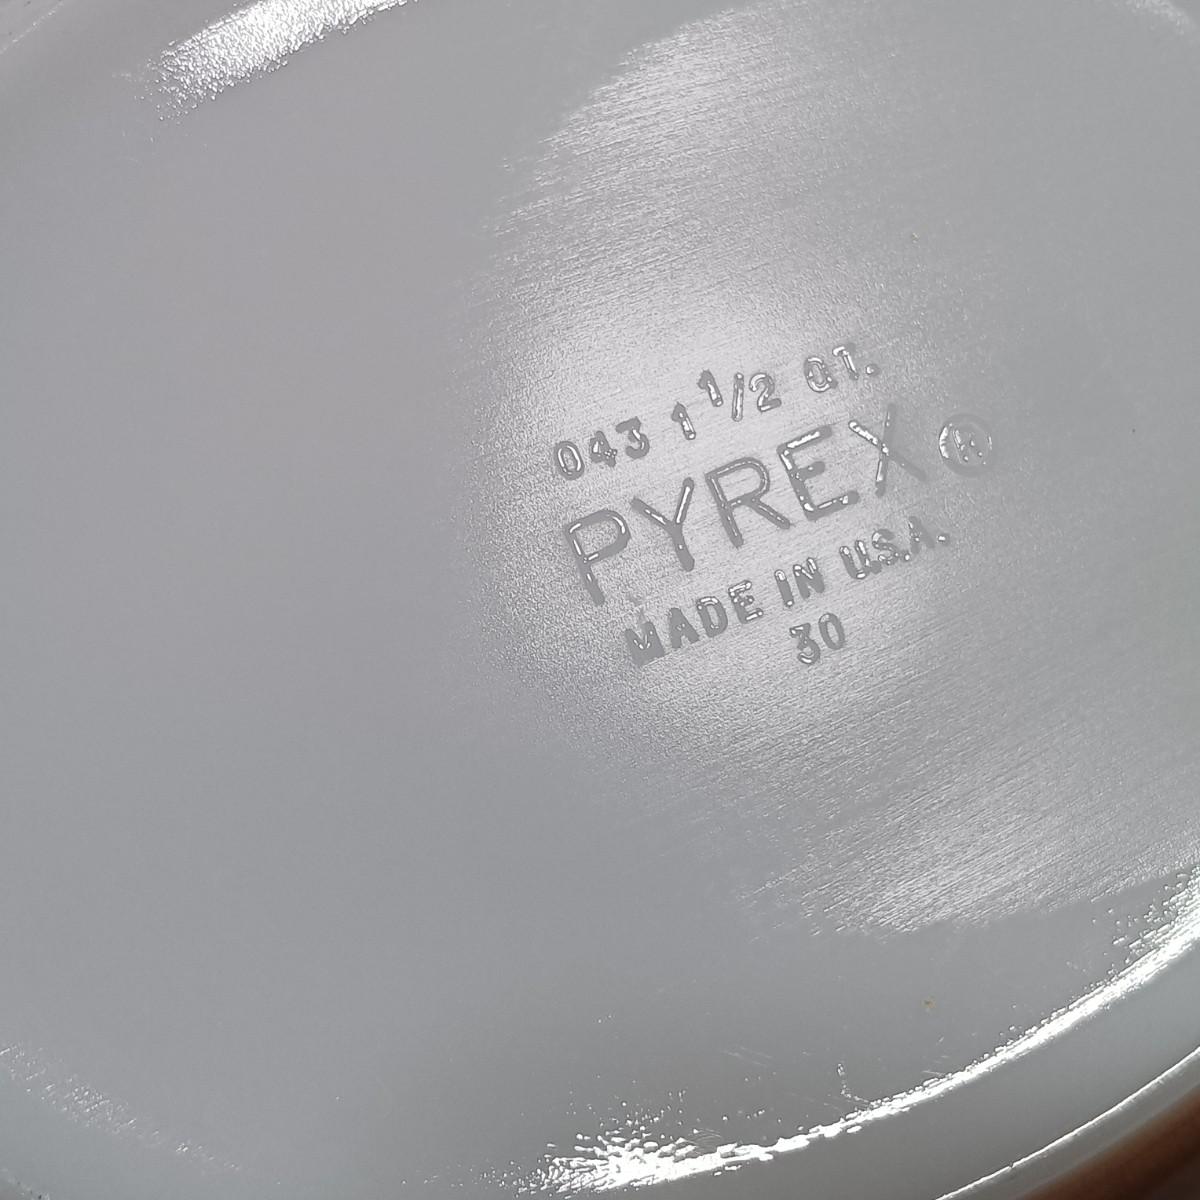 043 1 1/2 QT.
PYREX ®
MADE IN U.S.A.
30